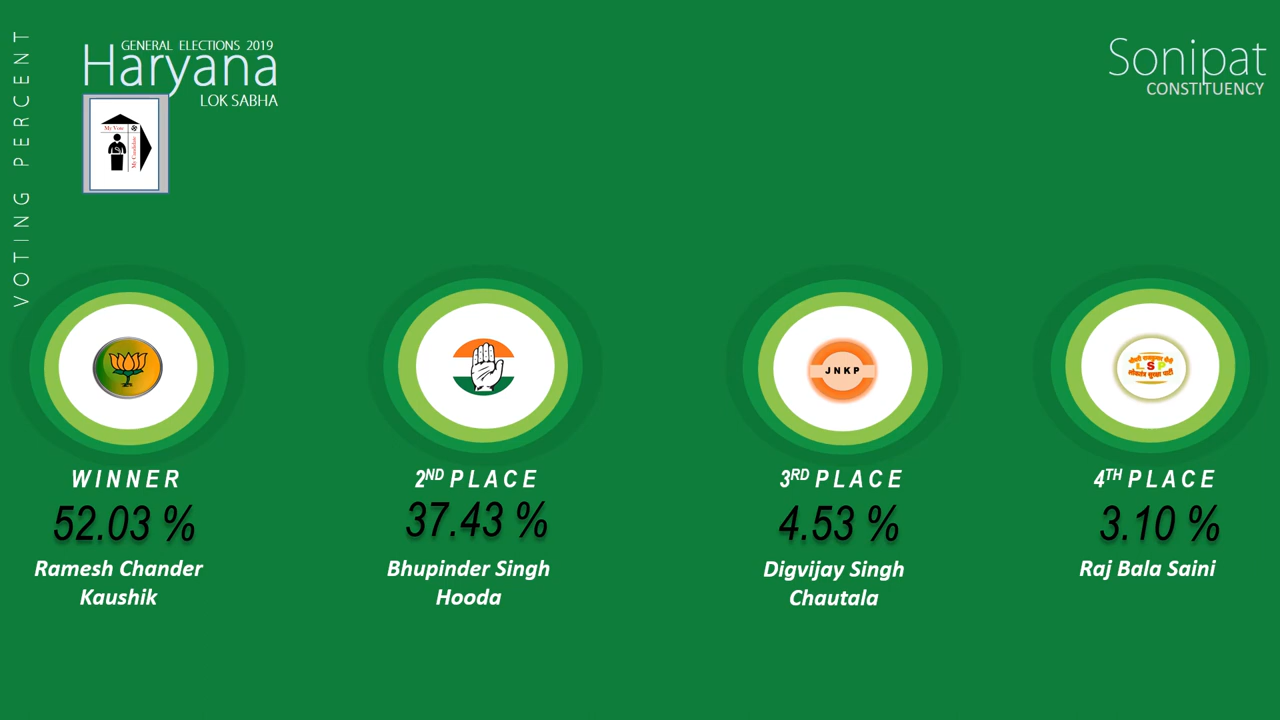 VOTING PERCENT
GENERAL ELECTIONS 2019
Haryana
LOK SABHA
Sonipat
CONSTITUENCY
My Vote
My Candidate
JNKP
LSP
WINNER
2ND PLACE
3RD PLACE
4TH PLACE
52.03 %
37.43 %
4.53 %
3.10 %
Ramesh Chander
Kaushik
Bhupinder Singh
Hooda
Digvijay Singh
Chautala
Raj Bala Saini